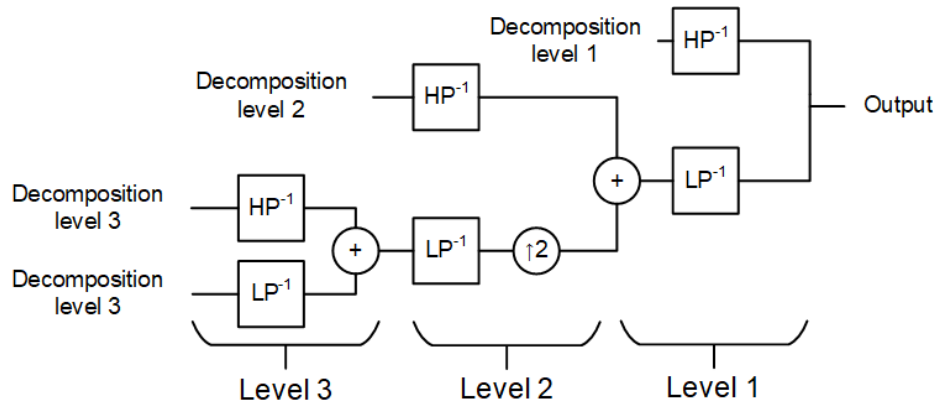 Decomposition
level 1
HP⁻¹
Decomposition
level 2
HP⁻¹
Output
LP⁻¹
+
Decomposition
level 3
HP⁻¹
+
LP⁻¹
↑2
Decomposition
level 3
LP⁻¹
Level 3
Level 2
Level 1